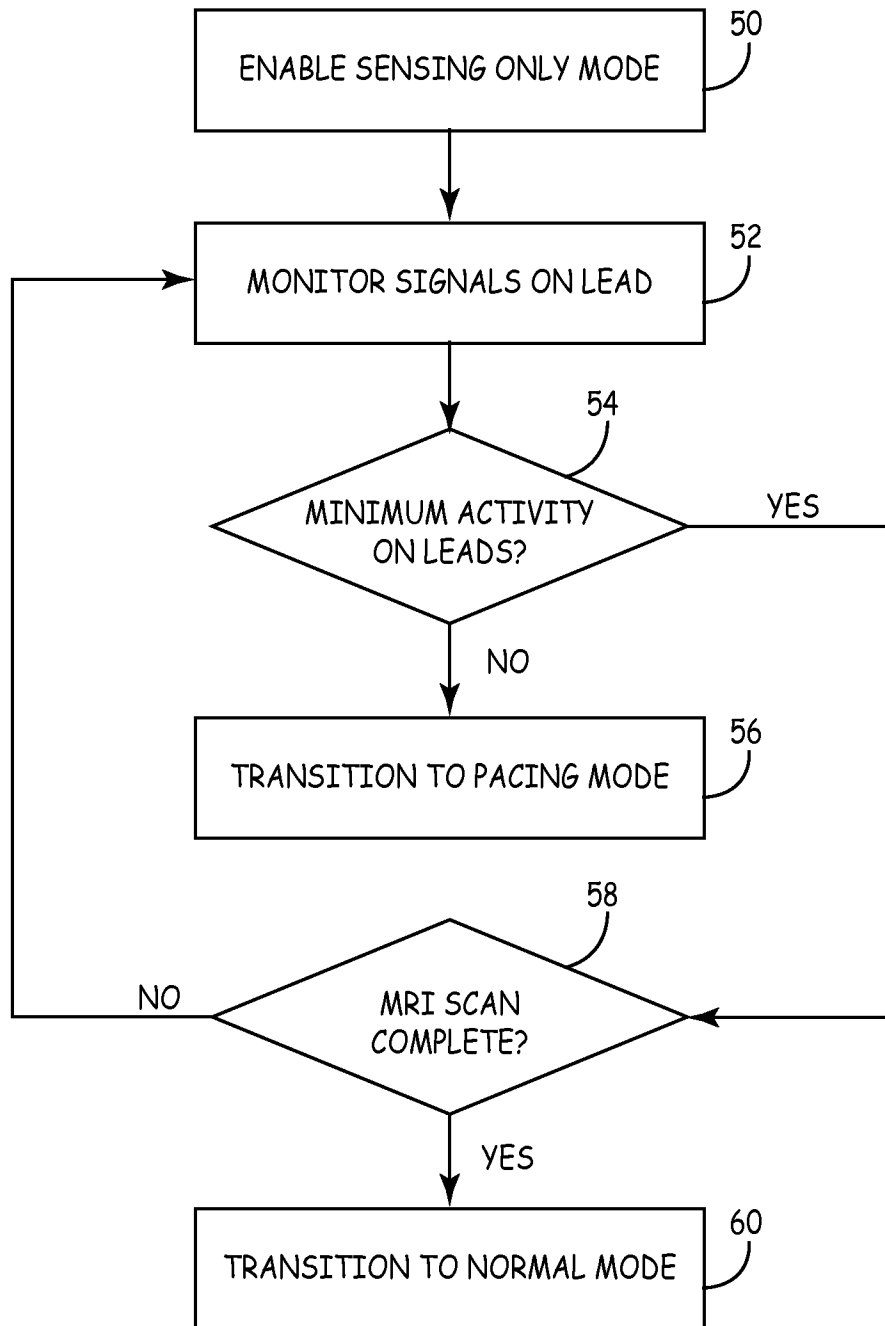 50
ENABLE SENSING ONLY MODE
52
MONITOR SIGNALS ON LEAD
54
MINIMUM ACTIVITY
ON LEADS?
YES
NO
56
TRANSITION TO PACING MODE
58
NO
MRI SCAN
COMPLETE?
YES
60
TRANSITION TO NORMAL MODE